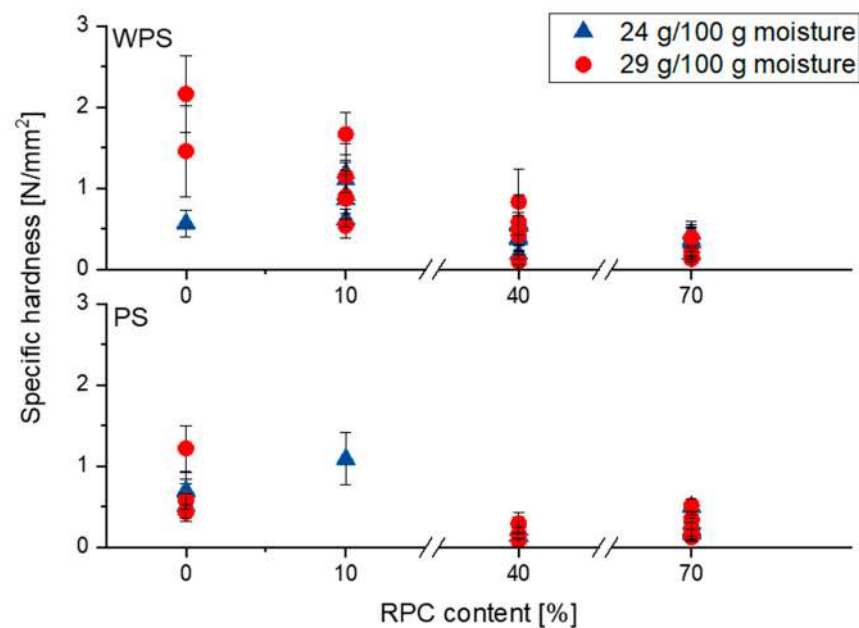 24 g/100 g moisture
29 g/100 g moisture
WPS
3
2
1
0
0
10
40
70
PS
3
2
1
0
0
10
40
70
Specific hardness [N/mm²]
RPC content [%]